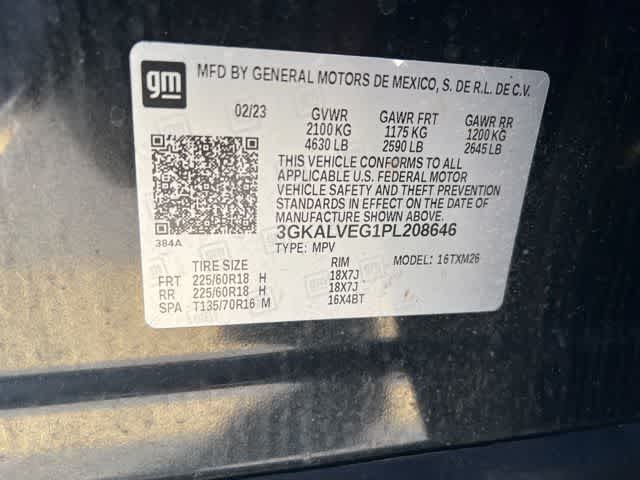 gm
MFD BY GENERAL MOTORS DE MEXICO, S. DE R.L. DE C.V.
02/23 GVWR GAWR FRT GAWR RR
2100 KG 1175 KG 1200 KG
4630 LB 2590 LB 2645 LB
THIS VEHICLE CONFORMS TO ALL
APPLICABLE U.S. FEDERAL MOTOR
VEHICLE SAFETY AND THEFT PREVENTION
STANDARDS IN EFFECT ON THE DATE OF
MANUFACTURE SHOWN ABOVE.
384A
3GKALVEG1PL208646
TYPE: MPV
MODEL: 16TXM26
TIRE SIZE RIM
FRT 225/60R18 H 18X7J
RR 225/60R18 H 18X7J
SPA T135/70R16 M 16X4BT